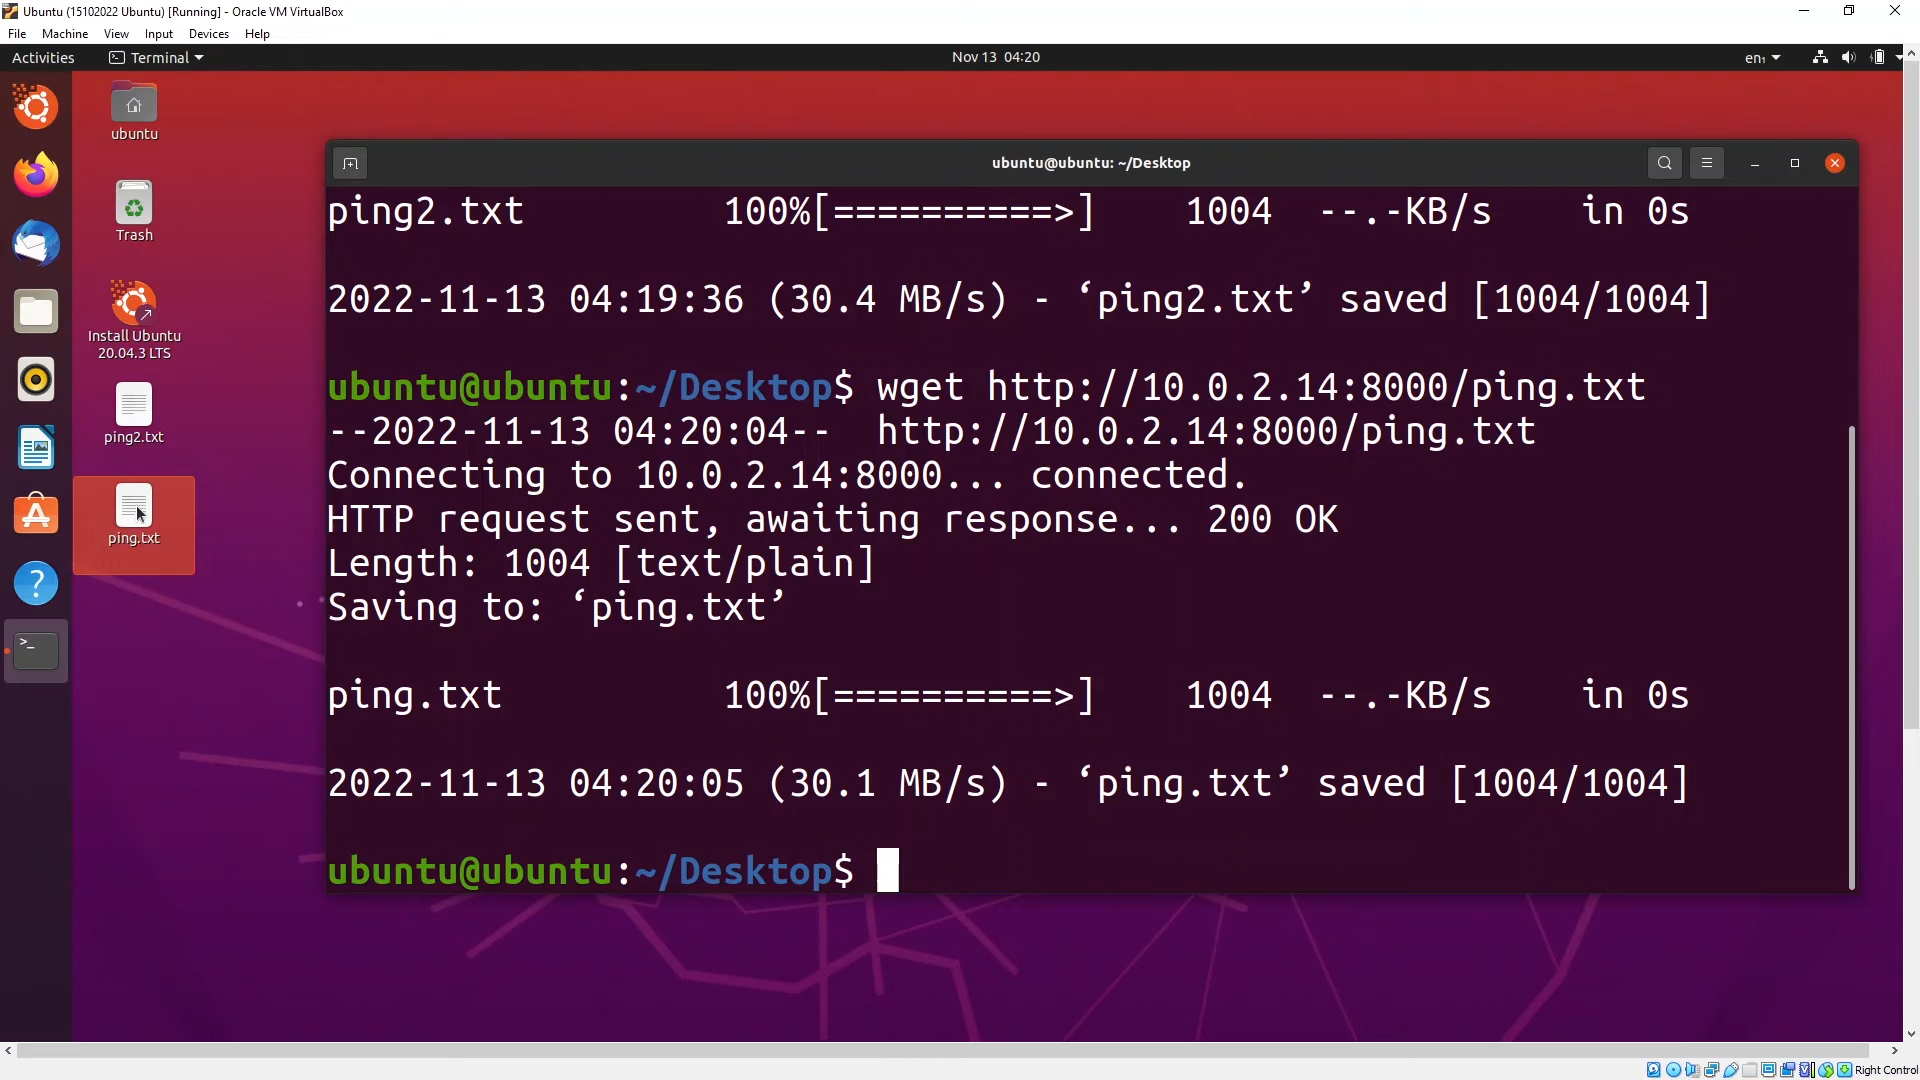 Ubuntu (15102022 Ubuntu) [Running] - Oracle VM VirtualBox
File Machine View Input Devices Help
Activities Terminal Nov 13 04:20 en₁
ubuntu
Trash
Install Ubuntu
20.04.3 LTS
ping2.txt
ping.txt
ubuntu@ubuntu: ~/Desktop
ping2.txt 100%[==========>] 1004 --.-KB/s in 0s
2022-11-13 04:19:36 (30.4 MB/s) - ‘ping2.txt’ saved [1004/1004]
ubuntu@ubuntu:~/Desktop$ wget http://10.0.2.14:8000/ping.txt
--2022-11-13 04:20:04-- http://10.0.2.14:8000/ping.txt
Connecting to 10.0.2.14:8000... connected.
HTTP request sent, awaiting response... 200 OK
Length: 1004 [text/plain]
Saving to: ‘ping.txt’
ping.txt 100%[==========>] 1004 --.-KB/s in 0s
2022-11-13 04:20:05 (30.1 MB/s) - ‘ping.txt’ saved [1004/1004]
ubuntu@ubuntu:~/Desktop$
Right Control